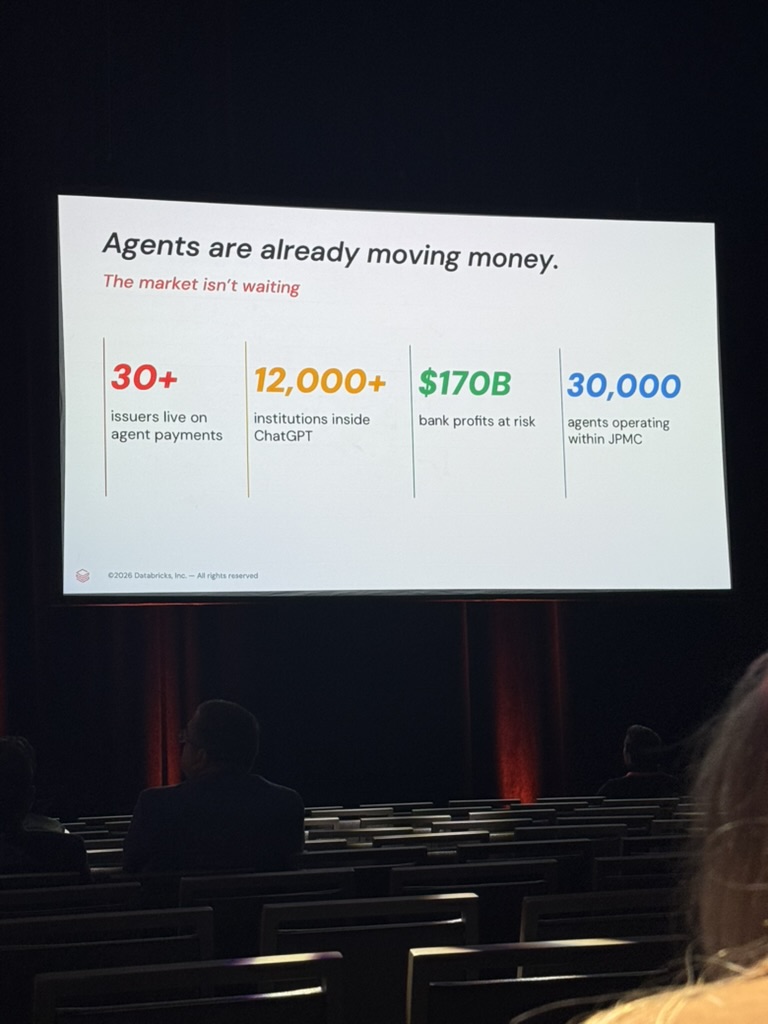 Agents are already moving money.
The market isn't waiting
30+
issuers live on
agent payments
12,000+
institutions inside
ChatGPT
$170B
bank profits at risk
30,000
agents operating
within JPMC
©2026 Databricks, Inc. — All rights reserved